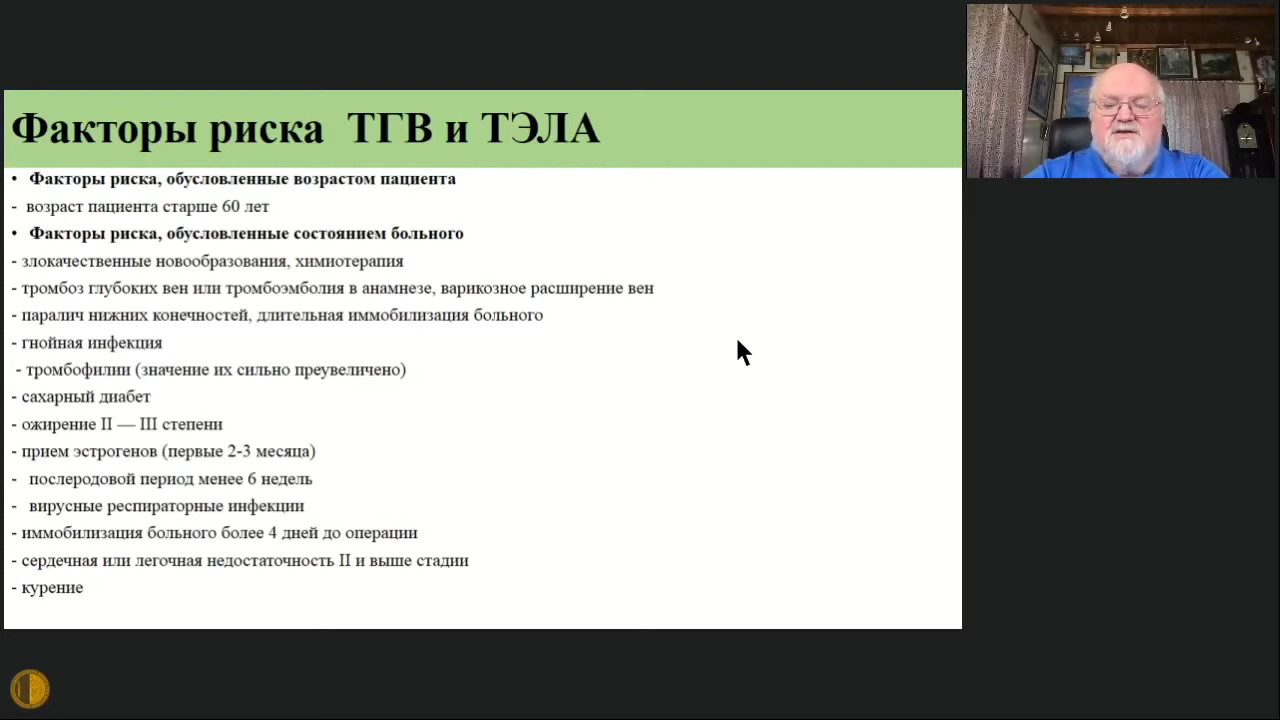 Факторы риска ТГВ и ТЭЛА
• Факторы риска, обусловленные возрастом пациента
- возраст пациента старше 60 лет
• Факторы риска, обусловленные состоянием больного
- злокачественные новообразования, химиотерапия
- тромбоз глубоких вен или тромбоэмболия в анамнезе, варикозное расширение вен
- паралич нижних конечностей, длительная иммобилизация больного
- гнойная инфекция
- тромбофилии (значение их сильно преувеличено)
- сахарный диабет
- ожирение II — III степени
- прием эстрогенов (первые 2-3 месяца)
- послеродовой период менее 6 недель
- вирусные респираторные инфекции
- иммобилизация больного более 4 дней до операции
- сердечная или легочная недостаточность II и выше стадии
- курение